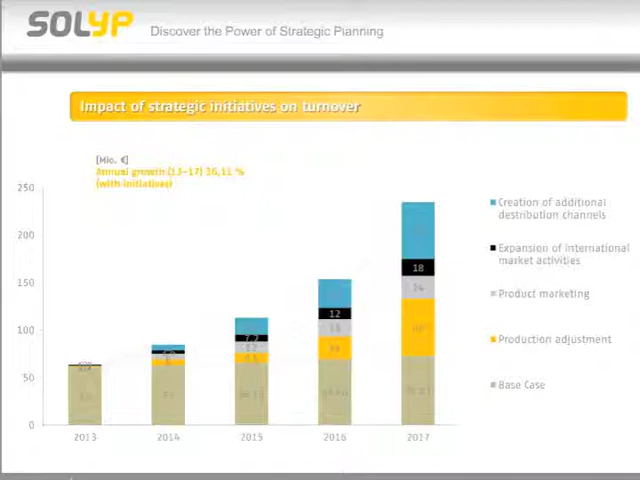 SOLYP
Discover the Power of Strategic Planning
Impact of strategic initiatives on turnover
[Mio. €]
Annual growth (13-17) 36,11 %
(with initiatives)
250
200
150
100
50
0
18
12
2013
2014
2015
2016
2017
Creation of additional
destribution channels
Expansion of international
market activities
Product marketing
Production adjustment
Base Case